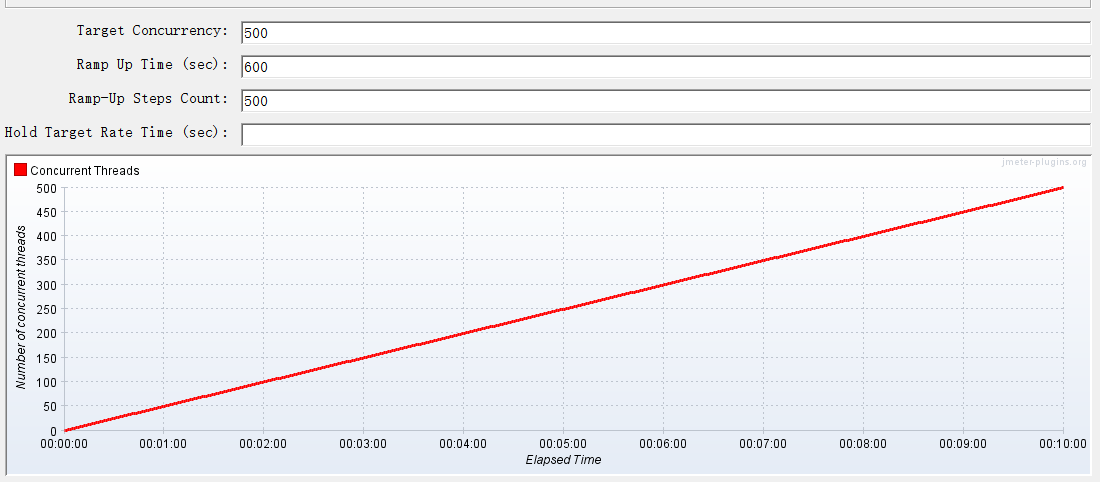 Target Concurrency: 500
Ramp Up Time (sec): 600
Ramp-Up Steps Count: 500
Hold Target Rate Time (sec):
jmeter-plugins.org
Concurrent Threads
500
450
400
350
300
250
200
150
100
50
0
Number of concurrent threads
00:00:00 00:01:00 00:02:00 00:03:00 00:04:00 00:05:00 00:06:00 00:07:00 00:08:00 00:09:00 00:10:00
Elapsed Time